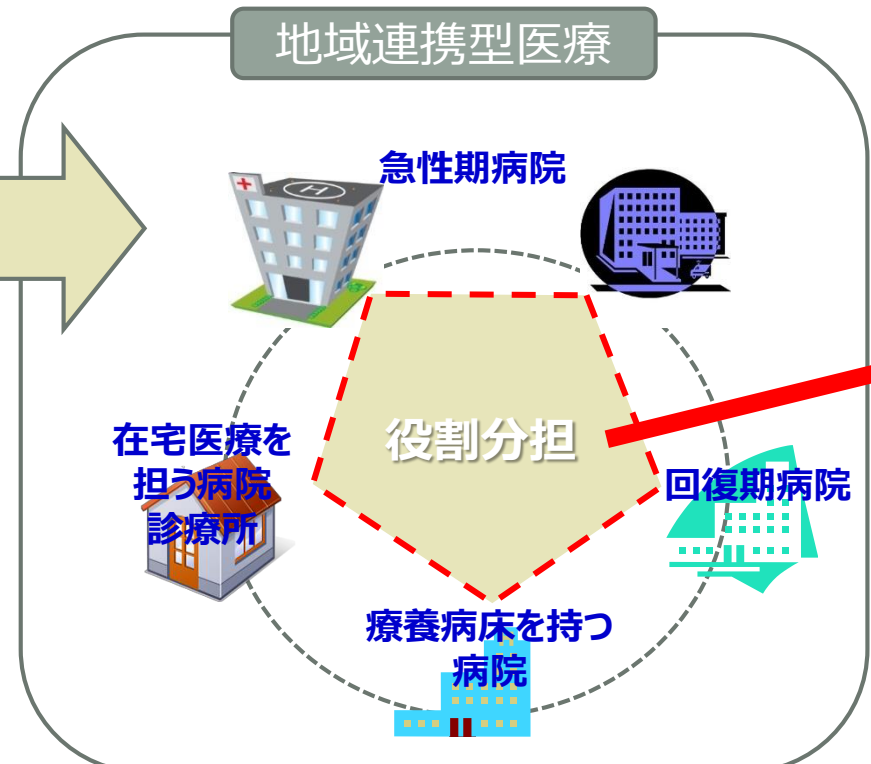 地域連携型医療
急性期病院
役割分担
在宅医療を
担う病院
診療所
回復期病院
療養病床を持つ
病院